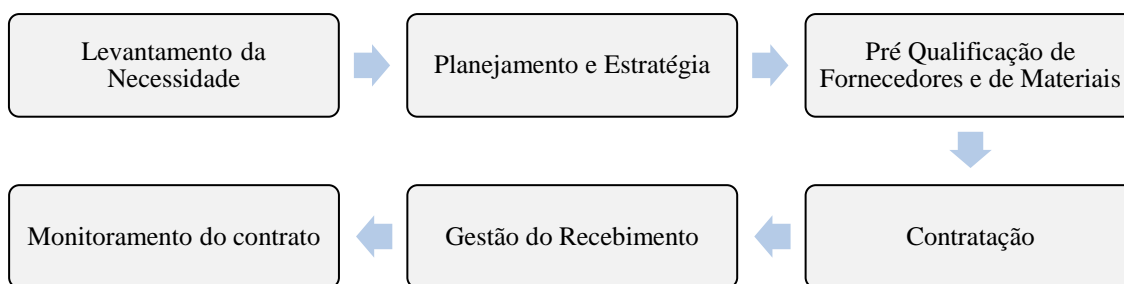 Levantamento da
Necessidade
Planejamento e Estratégia
Pré Qualificação de
Fornecedores e de Materiais
Contratação
Gestão do Recebimento
Monitoramento do contrato